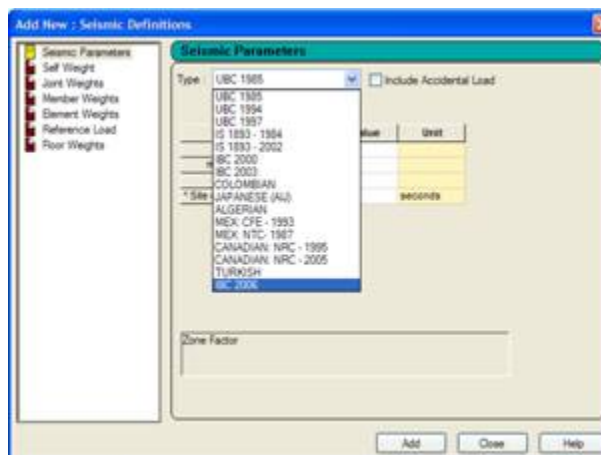 Add New : Seismic Definitions
Seismic Parameters
Self Weight
Joint Weights
Member Weights
Element Weights
Reference Load
Floor Weights
Seismic Parameters
Type : UBC 1985
Include Accidental Load
UBC 1985
UBC 1994
UBC 1997
IS 1893 - 1984
IS 1893 - 2002
IBC 2000
IBC 2003
COLOMBIAN
JAPANESE (AIJ)
ALGERIAN
MEX: CFE - 1993
MEX: NTC- 1987
CANADIAN: NRC - 1995
CANADIAN: NRC - 2005
TURKISH
IBC 2006
Unit
* Site
seconds
Zone Factor
Add
Close
Help